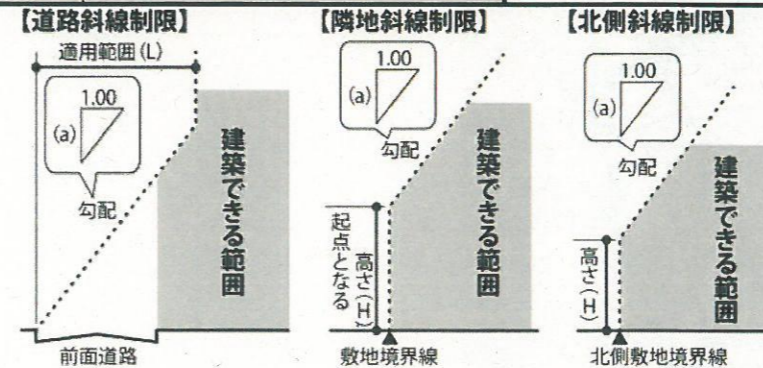 【道路斜線制限】
適用範囲(L)
1.00
(a)
勾配
建築できる範囲
前面道路
【隣地斜線制限】
1.00
(a)
勾配
起点となる
高さ(H)
建築できる範囲
敷地境界線
【北側斜線制限】
1.00
(a)
勾配
高さ(H)
建築できる範囲
北側敷地境界線